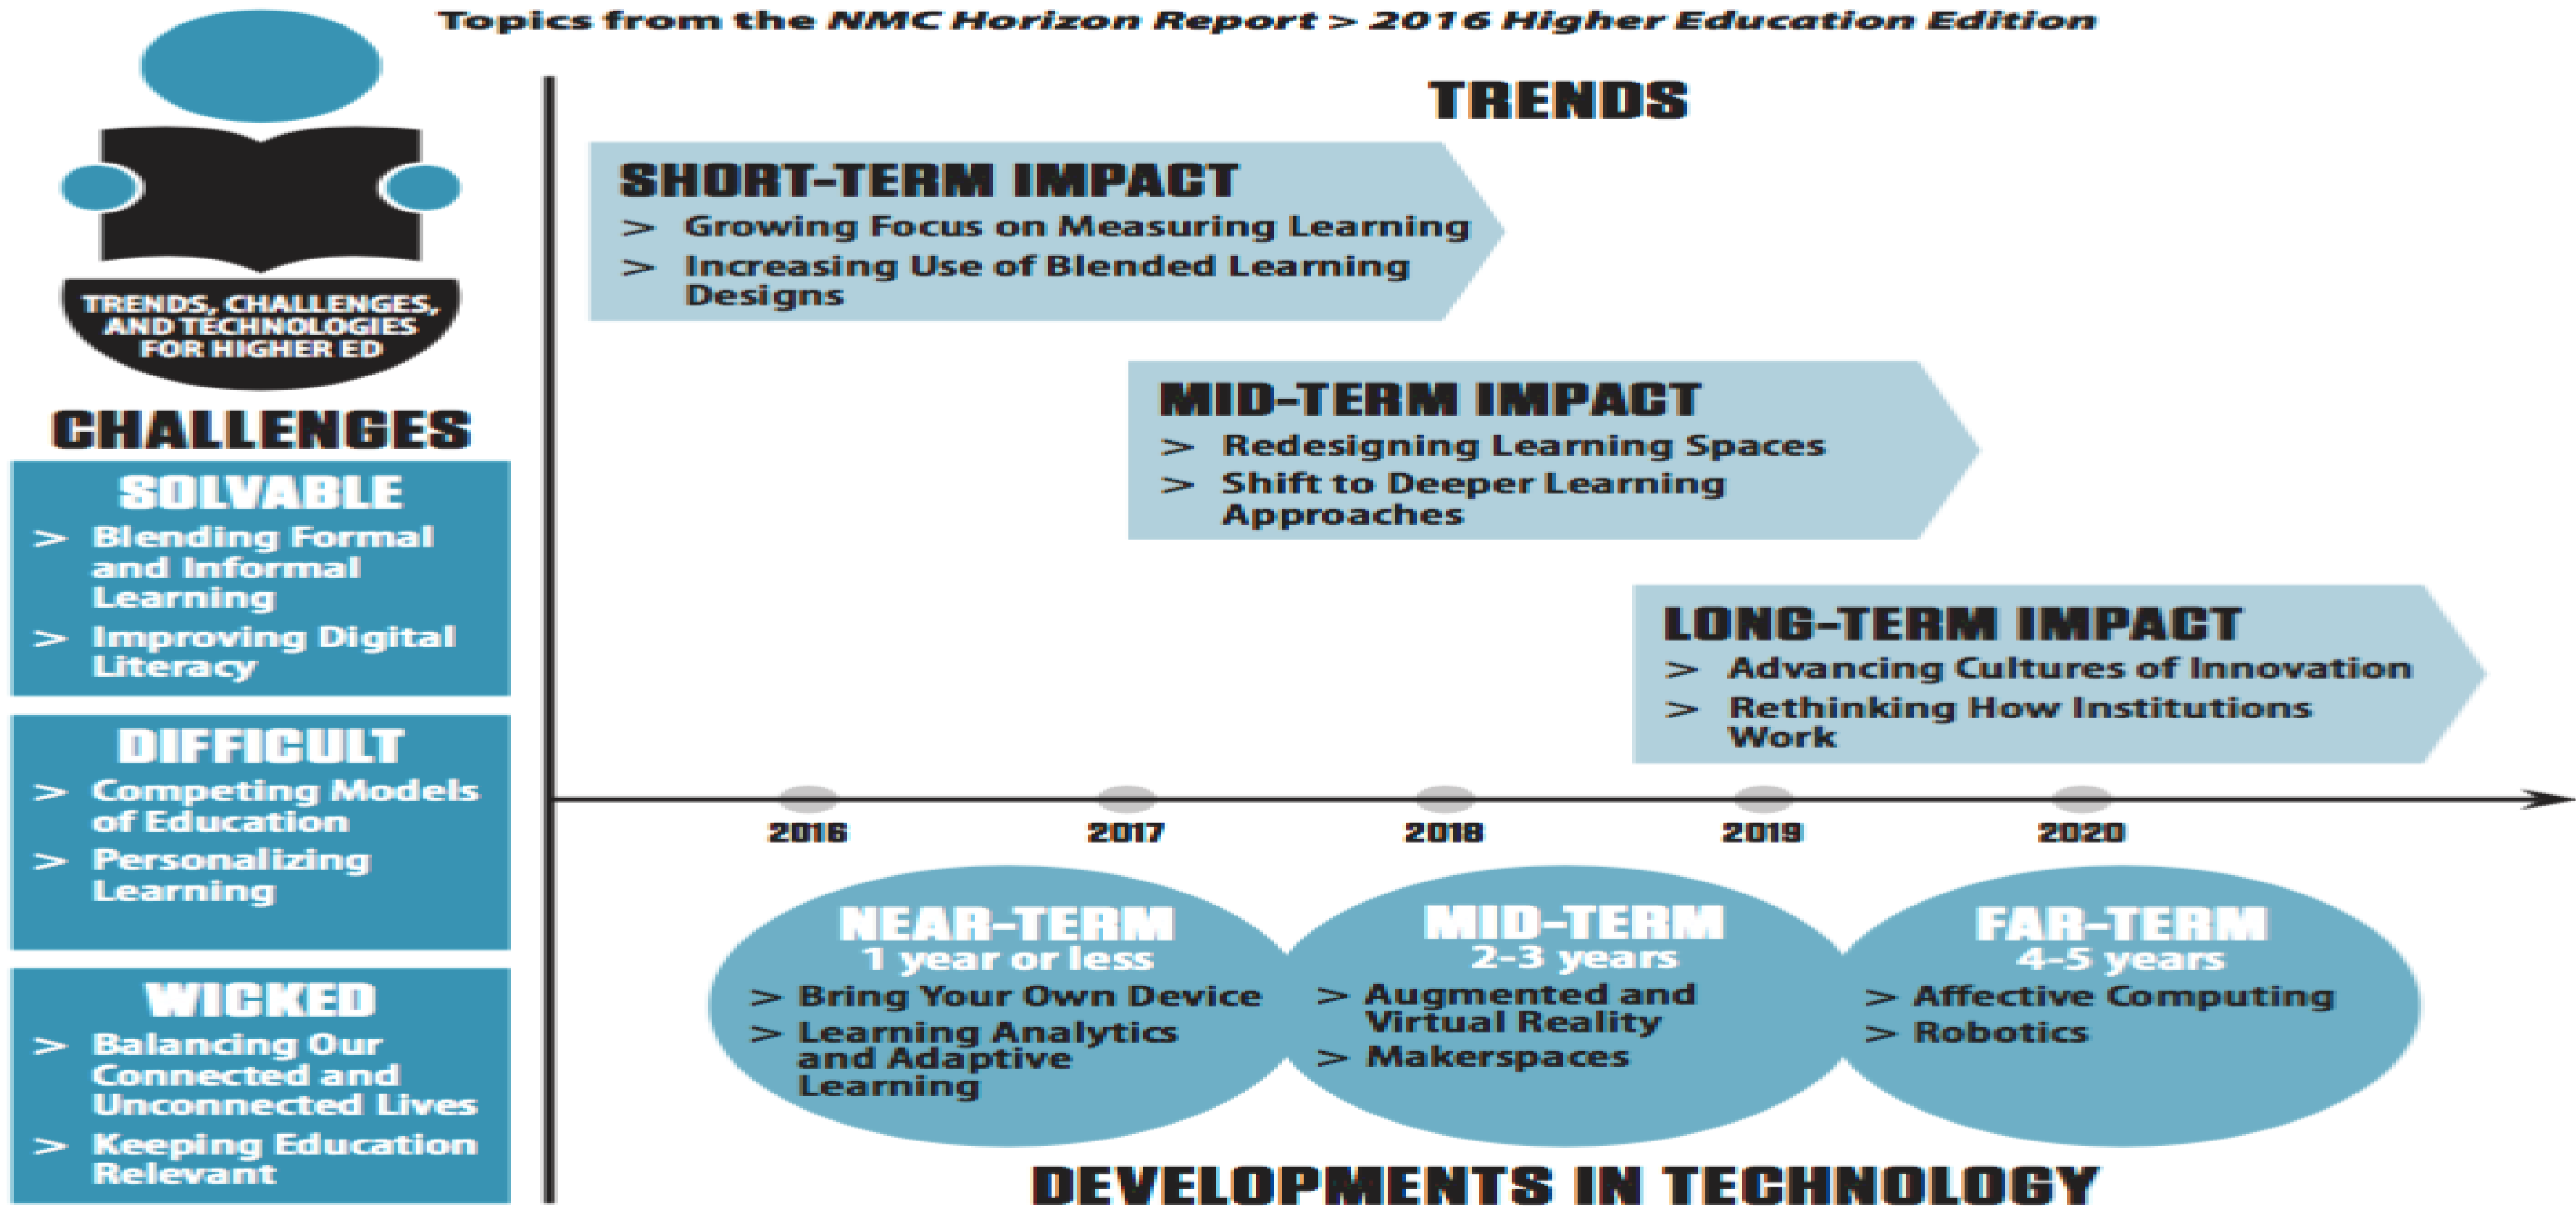 Topics from the NMC Horizon Report > 2016 Higher Education Edition
TRENDS, CHALLENGES,
AND TECHNOLOGIES
FOR HIGHER ED
CHALLENGES
SOLVABLE
> Blending Formal
and Informal
Learning
> Improving Digital
Literacy
DIFFICULT
> Competing Models
of Education
> Personalizing
Learning
WICKED
> Balancing Our
Connected and
Unconnected Lives
> Keeping Education
Relevant
TRENDS
SHORT-TERM IMPACT
> Growing Focus on Measuring Learning
> Increasing Use of Blended Learning
Designs
MID-TERM IMPACT
> Redesigning Learning Spaces
> Shift to Deeper Learning
Approaches
LONG-TERM IMPACT
> Advancing Cultures of Innovation
> Rethinking How Institutions
Work
2016 2017 2018 2019 2020
NEAR-TERM
1 year or less
> Bring Your Own Device
> Learning Analytics
and Adaptive
Learning
MID-TERM
2-3 years
> Augmented and
Virtual Reality
> Makerspaces
FAR-TERM
4-5 years
> Affective Computing
> Robotics
DEVELOPMENTS IN TECHNOLOGY